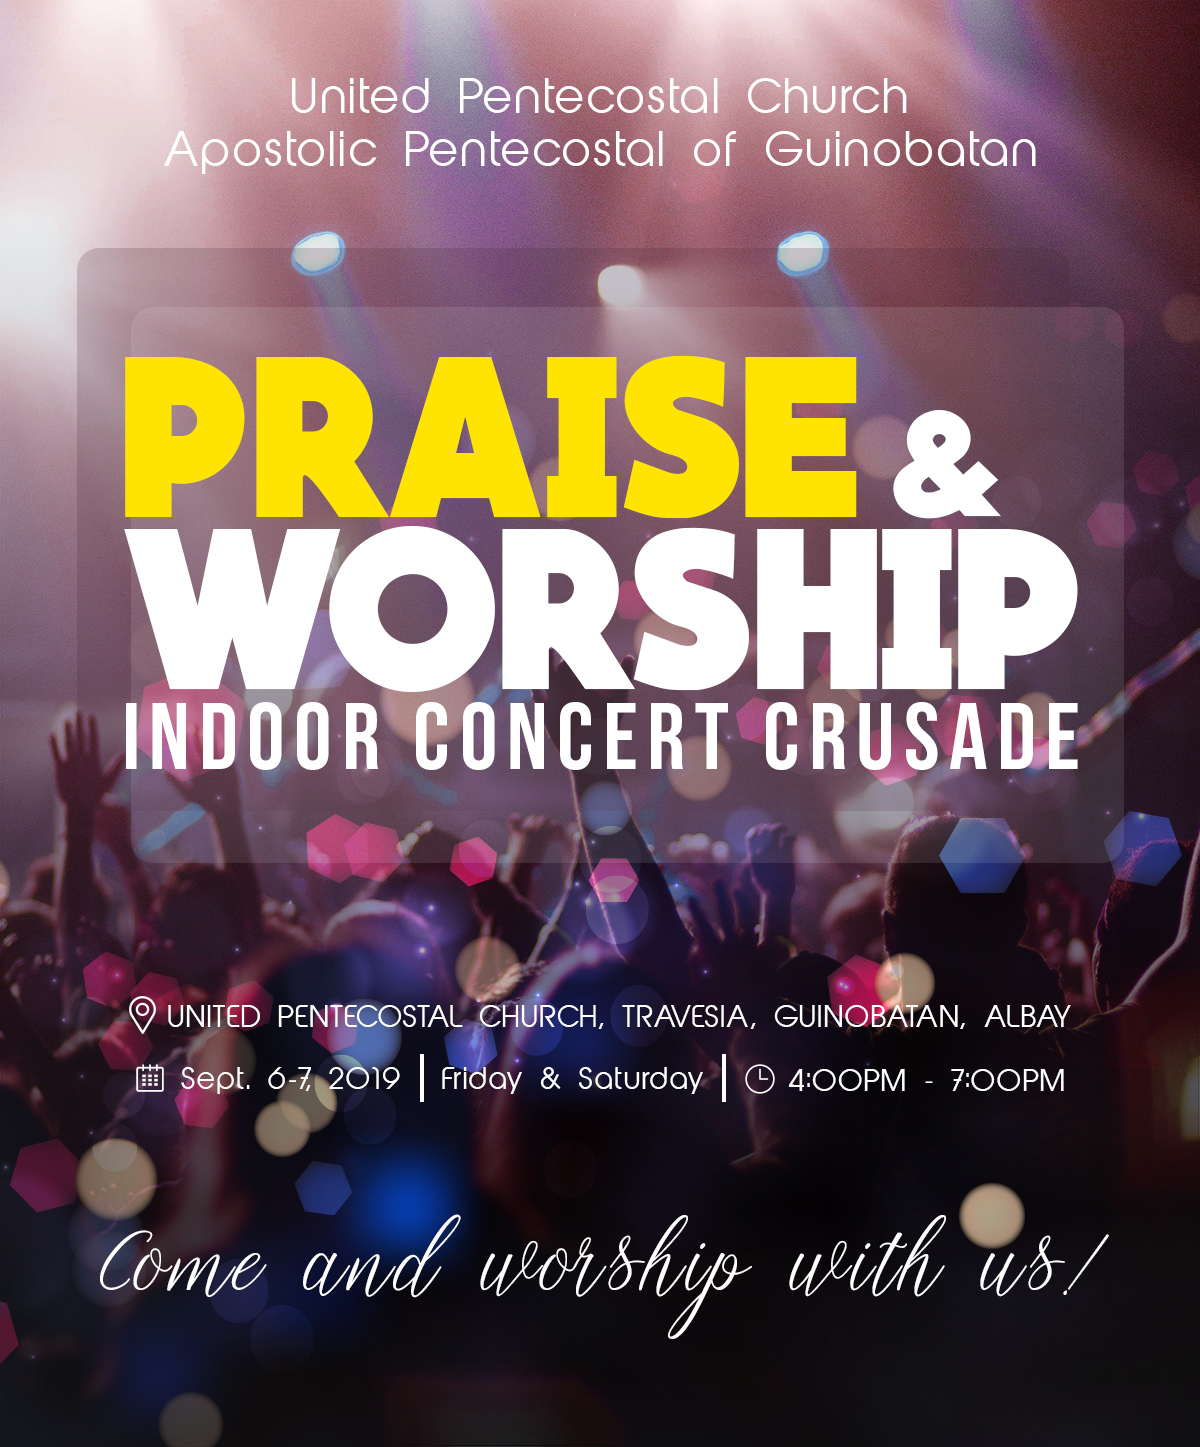 United Pentecostal Church
Apostolic Pentecostal of Guinobatan
PRAISE &
WORSHIP
INDOOR CONCERT CRUSADE
UNITED PENTECOSTAL CHURCH, TRAVESIA, GUINOBATAN, ALBAY
Sept. 6-7, 2019 | Friday & Saturday | 4:00PM - 7:00PM
Come and worship with us!